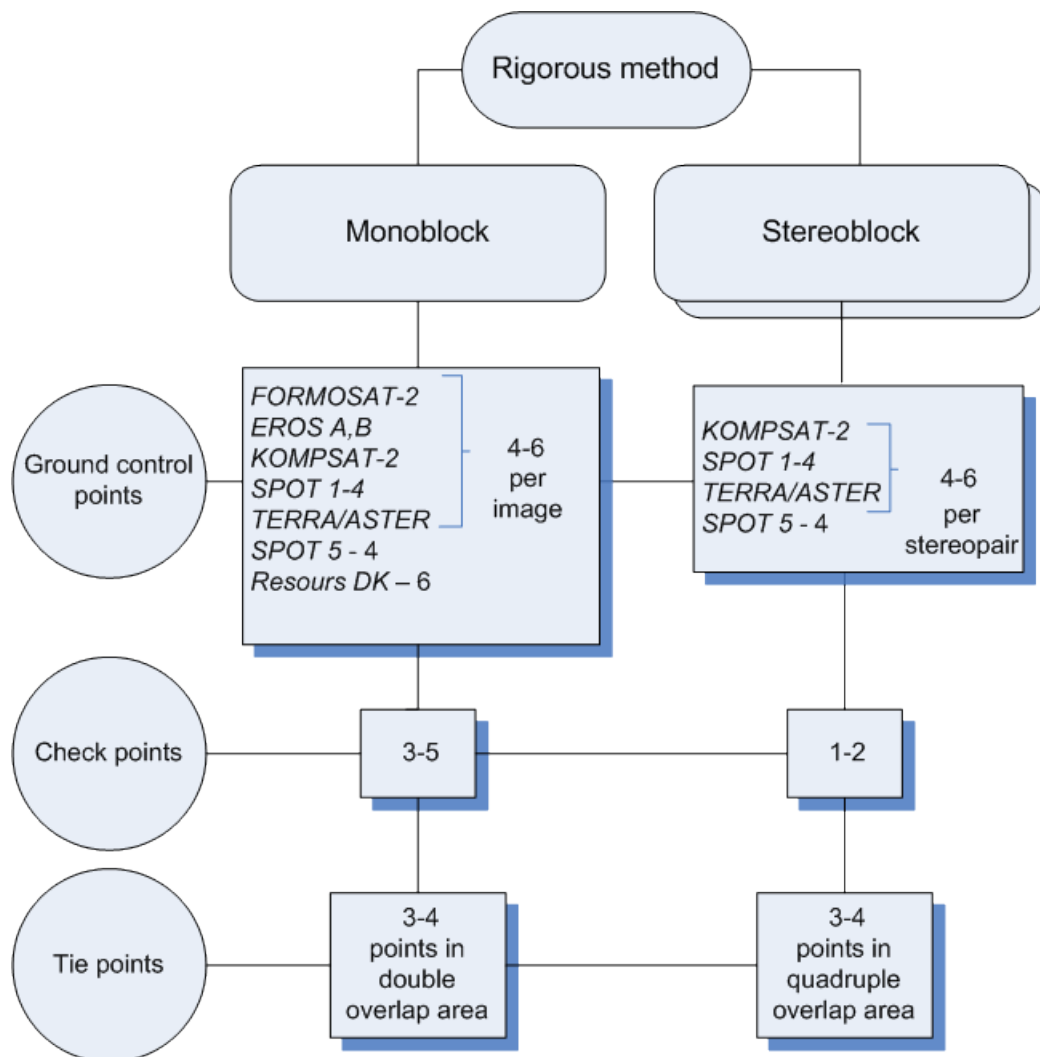 Rigorous method
Monoblock
Stereoblock
Ground control
points
FORMOSAT-2
EROS A,B
KOMPSAT-2
SPOT 1-4
TERRA/ASTER
SPOT 5 - 4
Resours DK – 6
4-6
per
image
KOMPSAT-2
SPOT 1-4
TERRA/ASTER
SPOT 5 - 4
4-6
per
stereopair
Check points
3-5
1-2
Tie points
3-4
points in
double
overlap area
3-4
points in
quadruple
overlap area